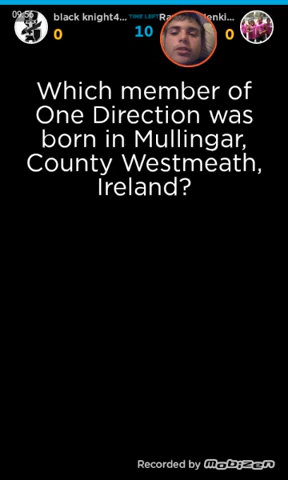 09:56
black knight4... TIME LEFT
0 10 0
Which member of
One Direction was
born in Mullingar,
County Westmeath,
Ireland?
Recorded by mobizen